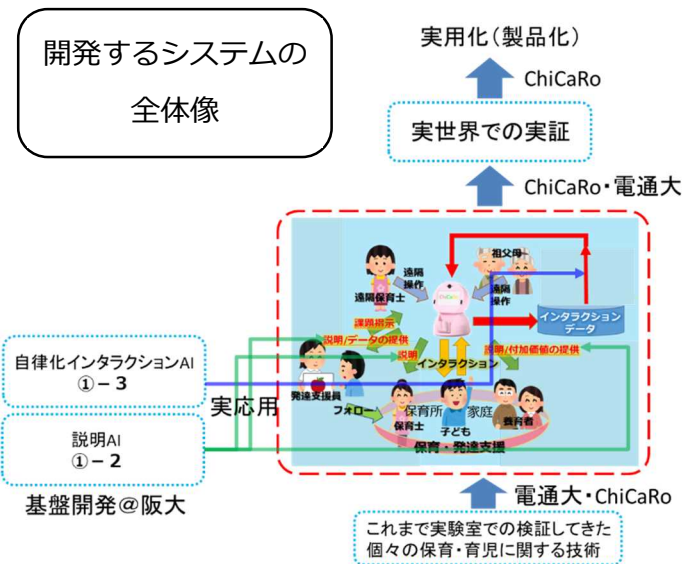 開発するシステムの
全体像
実用化(製品化)
ChiCaRo
実世界での実証
ChiCaRo・電通大
祖父母
遠隔
操作
遠隔保育士
ChiCaRo
遠隔
操作
課題指示
インタラクション
データ
説明/データの提供
説明
インタラクション
説明/付加価値の提供
自律化インタラクションAI
①-3
発達支援員
実応用
フォロー
保育所
家庭
保育士
子ども
養育者
保育・発達支援
説明AI
①-2
基盤開発@阪大
電通大・ChiCaRo
これまで実験室での検証してきた
個々の保育・育児に関する技術